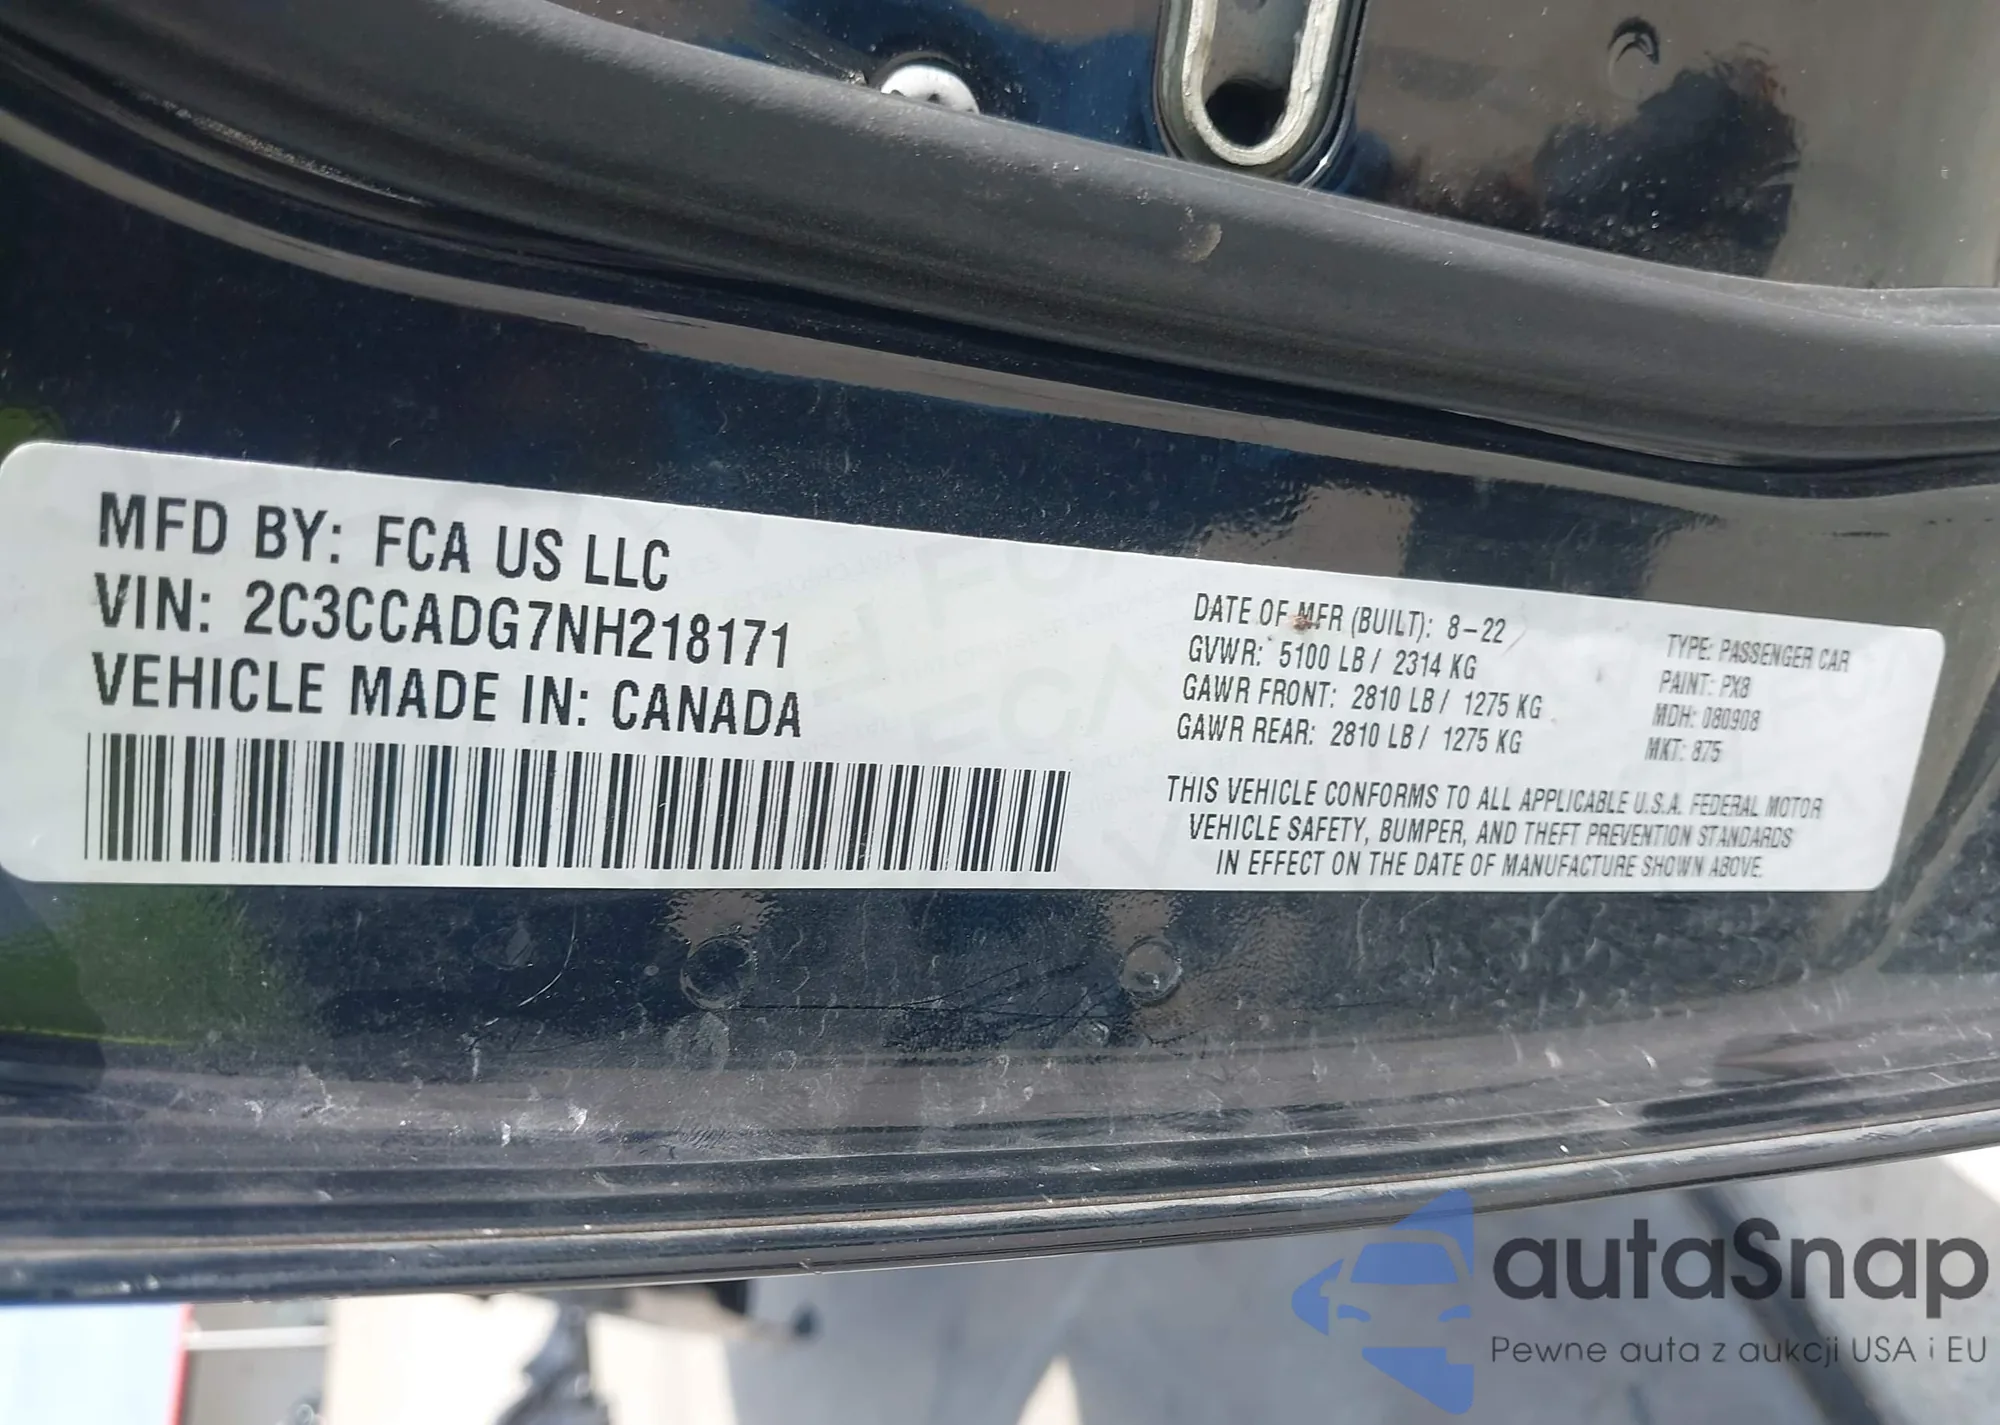 MFD BY: FCA US LLC
VIN: 2C3CCADG7NH218171
VEHICLE MADE IN: CANADA
DATE OF MFR (BUILT): 8-22
GVWR: 5100 LB / 2314 KG
GAWR FRONT: 2810 LB / 1275 KG
GAWR REAR: 2810 LB / 1275 KG
TYPE: PASSENGER CAR
PAINT: PX8
MDH: 080908
MKT: 875
THIS VEHICLE CONFORMS TO ALL APPLICABLE U.S.A. FEDERAL MOTOR
VEHICLE SAFETY, BUMPER, AND THEFT PREVENTION STANDARDS
IN EFFECT ON THE DATE OF MANUFACTURE SHOWN ABOVE.
autaSnap
Pewne auta z aukcji USA i EU